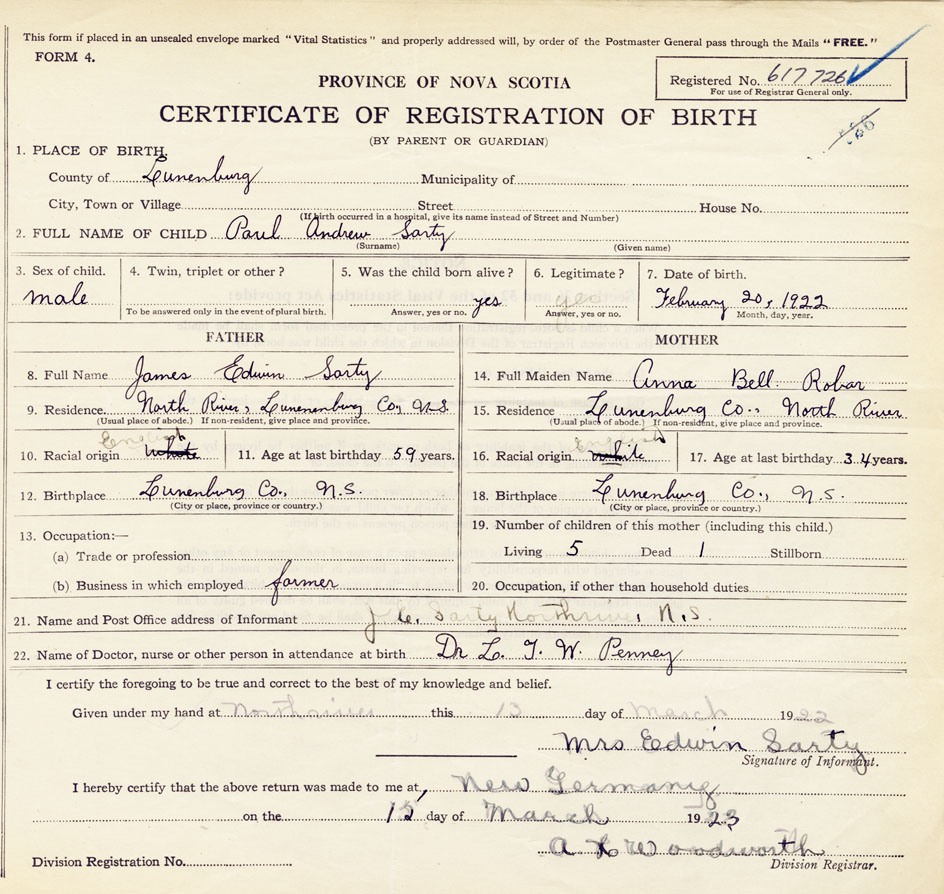 This form if placed in an unsealed envelope marked "Vital Statistics" and properly addressed will, by order of the Postmaster General pass through the Mails "FREE."
FORM 4.
PROVINCE OF NOVA SCOTIA
Registered No. 617726
For use of Registrar General only.
CERTIFICATE OF REGISTRATION OF BIRTH
(BY PARENT OR GUARDIAN)
1. PLACE OF BIRTH.
County of Lunenburg Municipality of
City, Town or Village Street House No.
(If birth occurred in a hospital, give its name instead of Street and Number)
2. FULL NAME OF CHILD Paul Andrew Sarty
(Surname) (Given name)
3. Sex of child. 4. Twin, triplet or other? 5. Was the child born alive? 6. Legitimate? 7. Date of birth.
male yes yes February 20, 1922
To be answered only in the event of plural birth. Answer, yes or no. Answer, yes or no. Month, day, year.
FATHER MOTHER
8. Full Name James Edwin Sarty 14. Full Maiden Name Anna Bell Robar
9. Residence North River, Lunenenburg Co, N.S. 15. Residence Lunenburg Co., North River
(Usual place of abode.) If non-resident, give place and province. (Usual place of abode.) If non-resident, give place and province.
English English
10. Racial origin white 11. Age at last birthday 59 years. 16. Racial origin white 17. Age at last birthday 34 years.
12. Birthplace Lunenburg Co., N.S. 18. Birthplace Lunenburg Co., N.S.
(City or place, province or country.) (City or place, province or country.)
13. Occupation:— 19. Number of children of this mother (including this child.)
(a) Trade or profession Living 5 Dead 1 Stillborn
(b) Business in which employed farmer 20. Occupation, if other than household duties
21. Name and Post Office address of Informant J. E. Sarty Northriver, N.S.
22. Name of Doctor, nurse or other person in attendance at birth Dr L. T. W. Penney
I certify the foregoing to be true and correct to the best of my knowledge and belief.
Given under my hand at Northriver this 12 day of March 1922
Mrs Edwin Sarty
Signature of Informant.
I hereby certify that the above return was made to me at, New Germany
on the 15 day of March 1923
Woodworth
Division Registration No. Division Registrar.